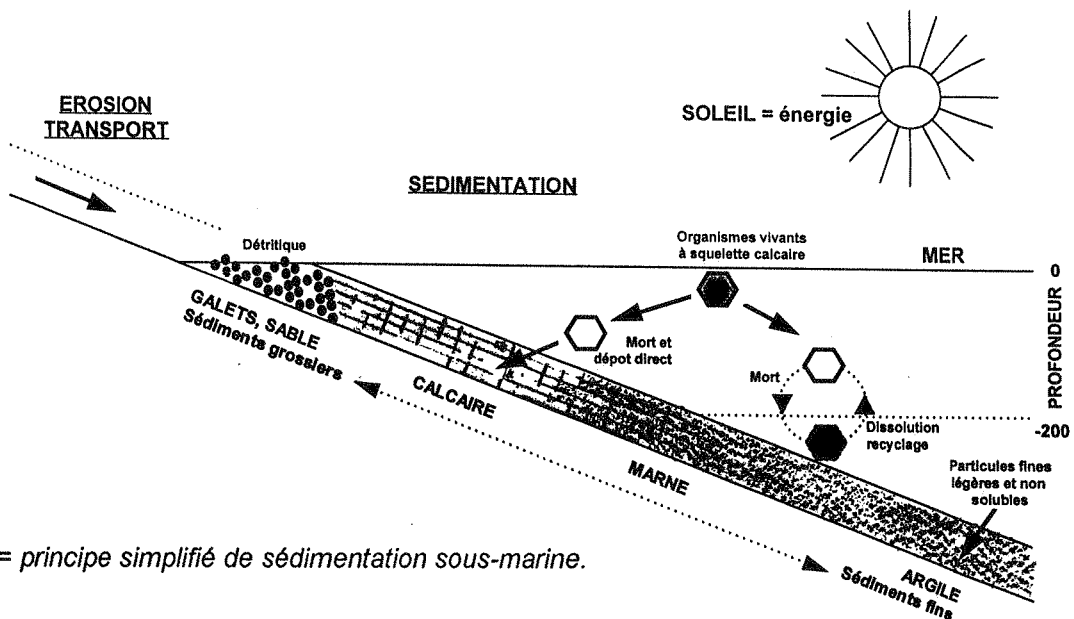 EROSION
TRANSPORT
SOLEIL = énergie
SEDIMENTATION
Détritique
Organismes vivants
à squelette calcaire
MER
0
PROFONDEUR
-200
GALETS, SABLE
Sédiments grossiers
Mort et
dépot direct
Mort
Dissolution
recyclage
CALCAIRE
MARNE
Particules fines
légères et non
solubles
ARGILE
Sédiments fins
= principe simplifié de sédimentation sous-marine.